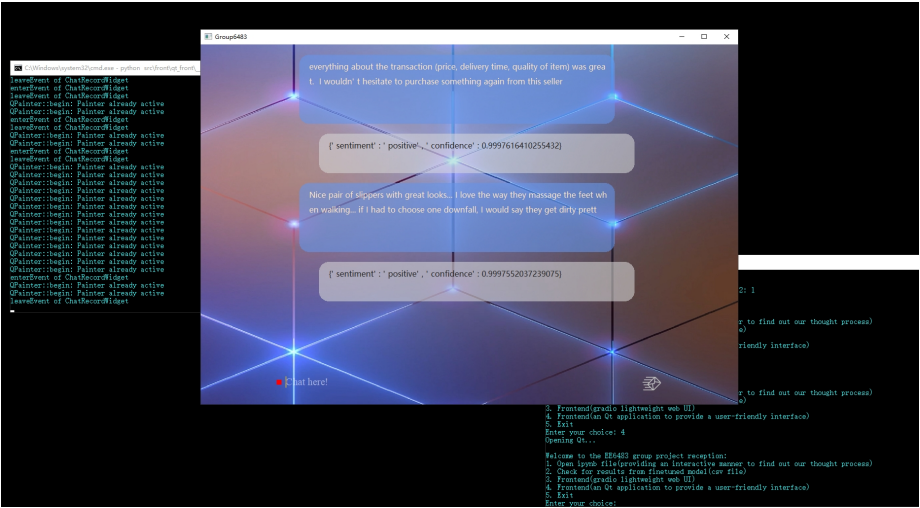 Group6483
everything about the transaction (price, delivery time, quality of item) was grea
t. I wouldn' t hesitate to purchase something again from this seller
{' sentiment' : ' positive' , ' confidence' : 0.9997616410255432}
Nice pair of slippers with great looks... I love the way they massage the feet wh
en waiking... if I had to choose one downfall, I would say they get dirty prett
{' sentiment' : ' positive' , ' confidence' : 0.9997552037239075}
Chat here!
C:\Windows\system32\cmd.exe - python src\front\qt_front\_
leaveEvent of ChatRecordWidget
enterEvent of ChatRecordWidget
leaveEvent of ChatRecordWidget
QPainter::begin: Painter already active
QPainter::begin: Painter already active
enterEvent of ChatRecordWidget
leaveEvent of ChatRecordWidget
QPainter::begin: Painter already active
QPainter::begin: Painter already active
enterEvent of ChatRecordWidget
leaveEvent of ChatRecordWidget
QPainter::begin: Painter already active
QPainter::begin: Painter already active
QPainter::begin: Painter already active
QPainter::begin: Painter already active
QPainter::begin: Painter already active
QPainter::begin: Painter already active
QPainter::begin: Painter already active
QPainter::begin: Painter already active
QPainter::begin: Painter already active
QPainter::begin: Painter already active
QPainter::begin: Painter already active
QPainter::begin: Painter already active
QPainter::begin: Painter already active
QPainter::begin: Painter already active
enterEvent of ChatRecordWidget
QPainter::begin: Painter already active
QPainter::begin: Painter already active
leaveEvent of ChatRecordWidget
2: 1
r to find out our thought process)
e)
riendly interface)
r to find out our thought process)
e)
3. Frontend(gradio lightweight web UI)
4. Frontend(an Qt application to provide a user-friendly interface)
5. Exit
Enter your choice: 4
Opening Qt...
Welcome to the EE6483 group project reception:
1. Open ipynb file(providing an interactive manner to find out our thought process)
2. Check for results from finetuned model(csv file)
3. Frontend(gradio lightweight web UI)
4. Frontend(an Qt application to provide a user-friendly interface)
5. Exit
Enter your choice: